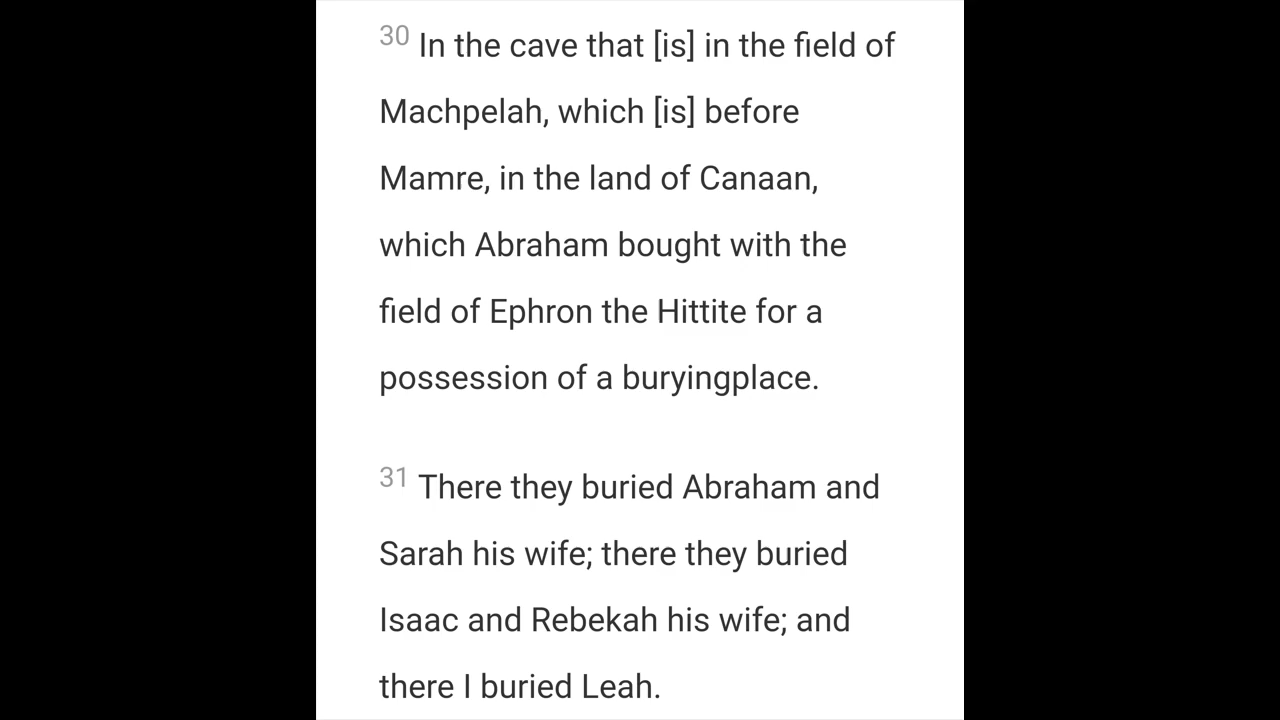 30 In the cave that [is] in the field of
Machpelah, which [is] before
Mamre, in the land of Canaan,
which Abraham bought with the
field of Ephron the Hittite for a
possession of a buryingplace.
31 There they buried Abraham and
Sarah his wife; there they buried
Isaac and Rebekah his wife; and
there I buried Leah.